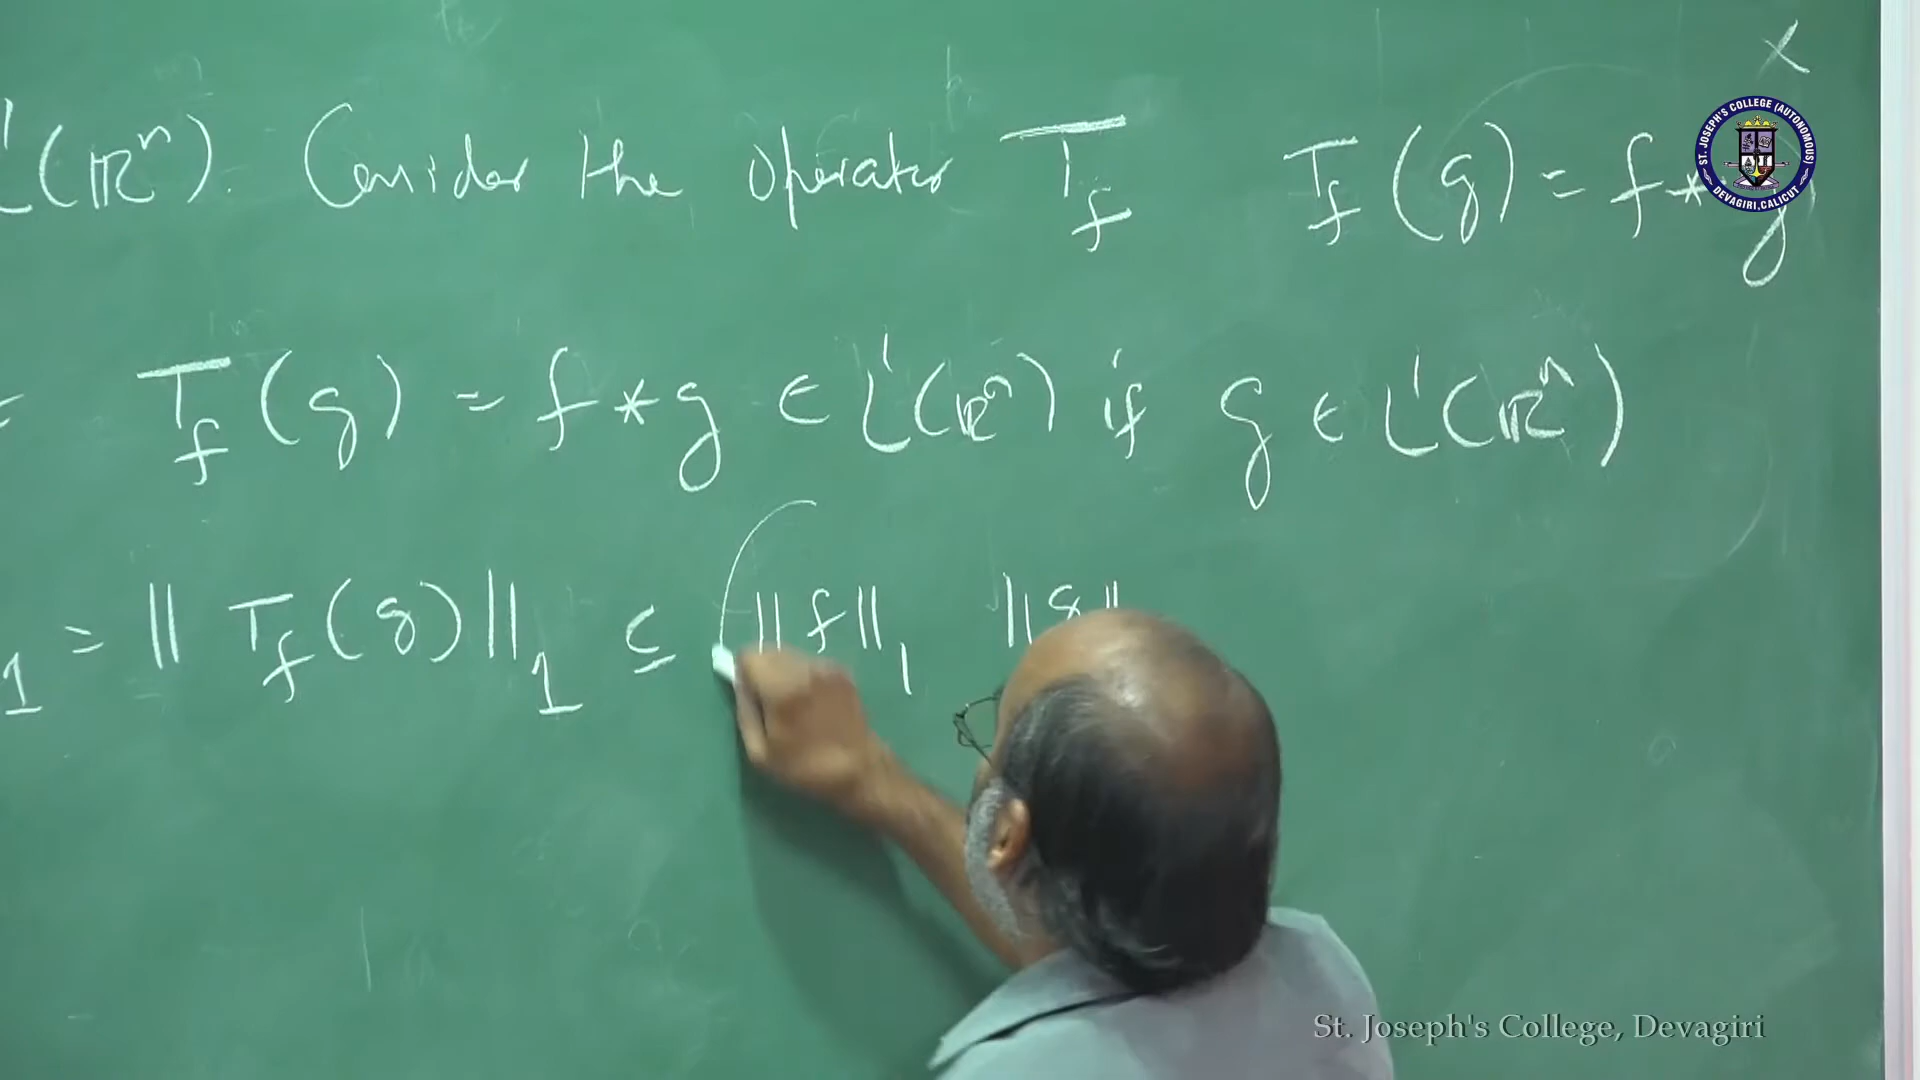 L¹(ℝⁿ). Consider the operator T_f T_f(g) = f * g
ST. JOSEPH'S COLLEGE (AUTONOMOUS)
DEVAGIRI, CALICUT
T_f(g) = f * g ∈ L¹(ℝⁿ) if g ∈ L¹(ℝⁿ)
₁ = ‖ T_f(g) ‖₁ ≤ ‖f‖₁ ‖g‖
St. Joseph's College, Devagiri